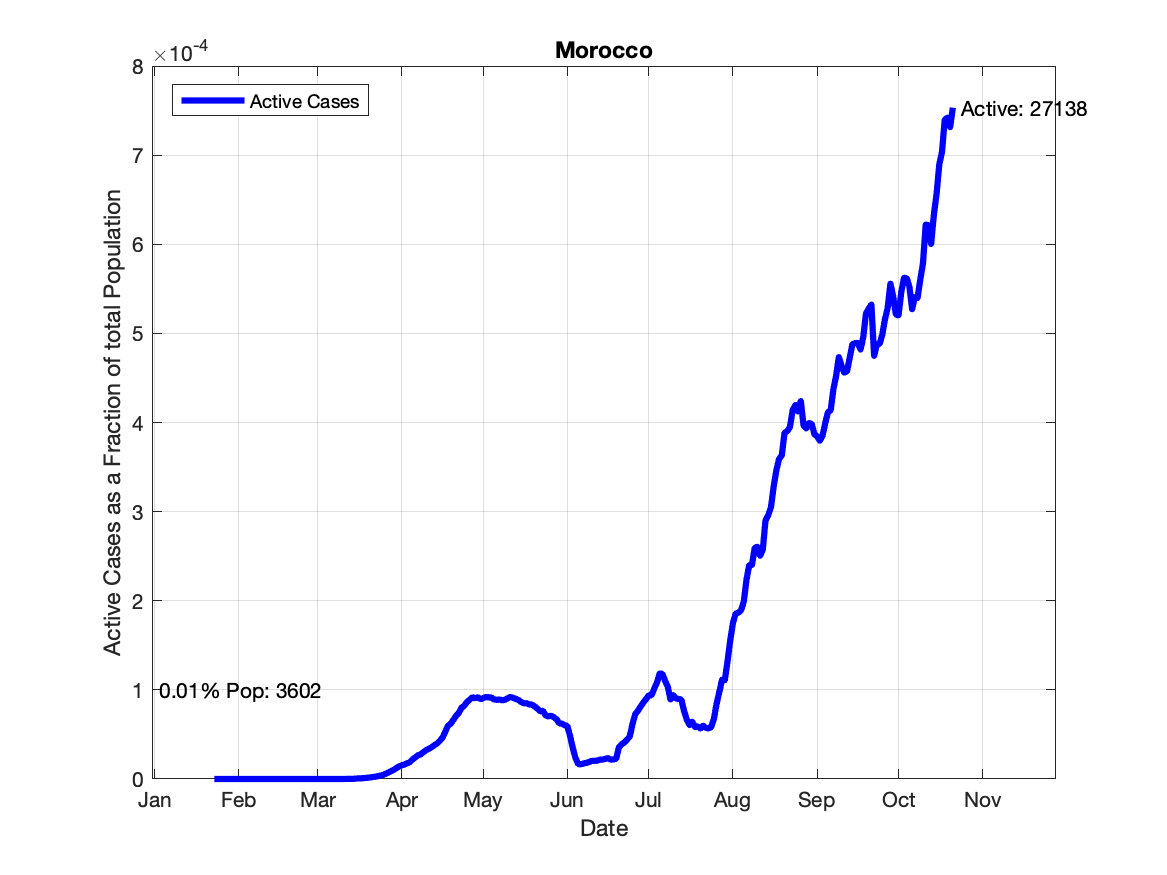 Morocco
×10-4
Active Cases
Active: 27138
8
7
6
5
4
3
2
1
0
0.01% Pop: 3602
Active Cases as a Fraction of total Population
Jan Feb Mar Apr May Jun Jul Aug Sep Oct Nov
Date